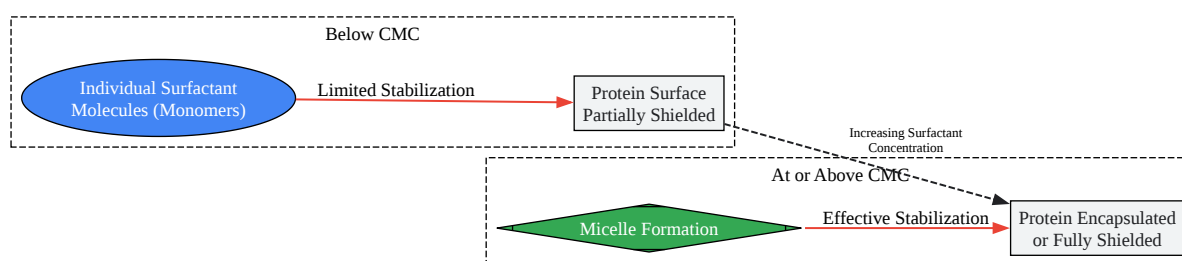 Below CMC
Individual Surfactant
Molecules (Monomers)
Limited Stabilization
Protein Surface
Partially Shielded
Increasing Surfactant
Concentration
At or Above CMC
Micelle Formation
Effective Stabilization
Protein Encapsulated
or Fully Shielded